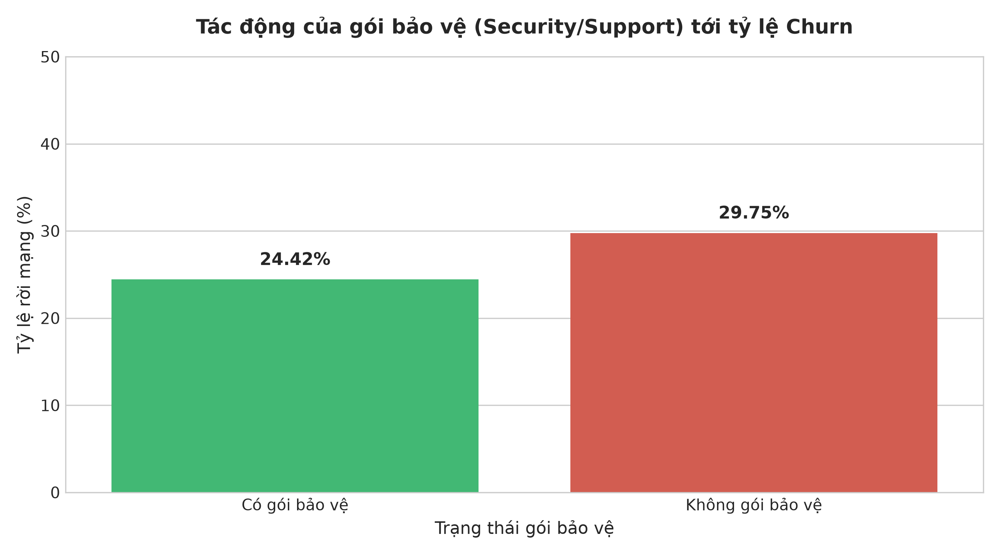 Tác động của gói bảo vệ (Security/Support) tới tỷ lệ Churn
Tỷ lệ rời mạng (%)
50
40
30
20
10
0
24.42%
29.75%
Có gói bảo vệ
Không gói bảo vệ
Trạng thái gói bảo vệ